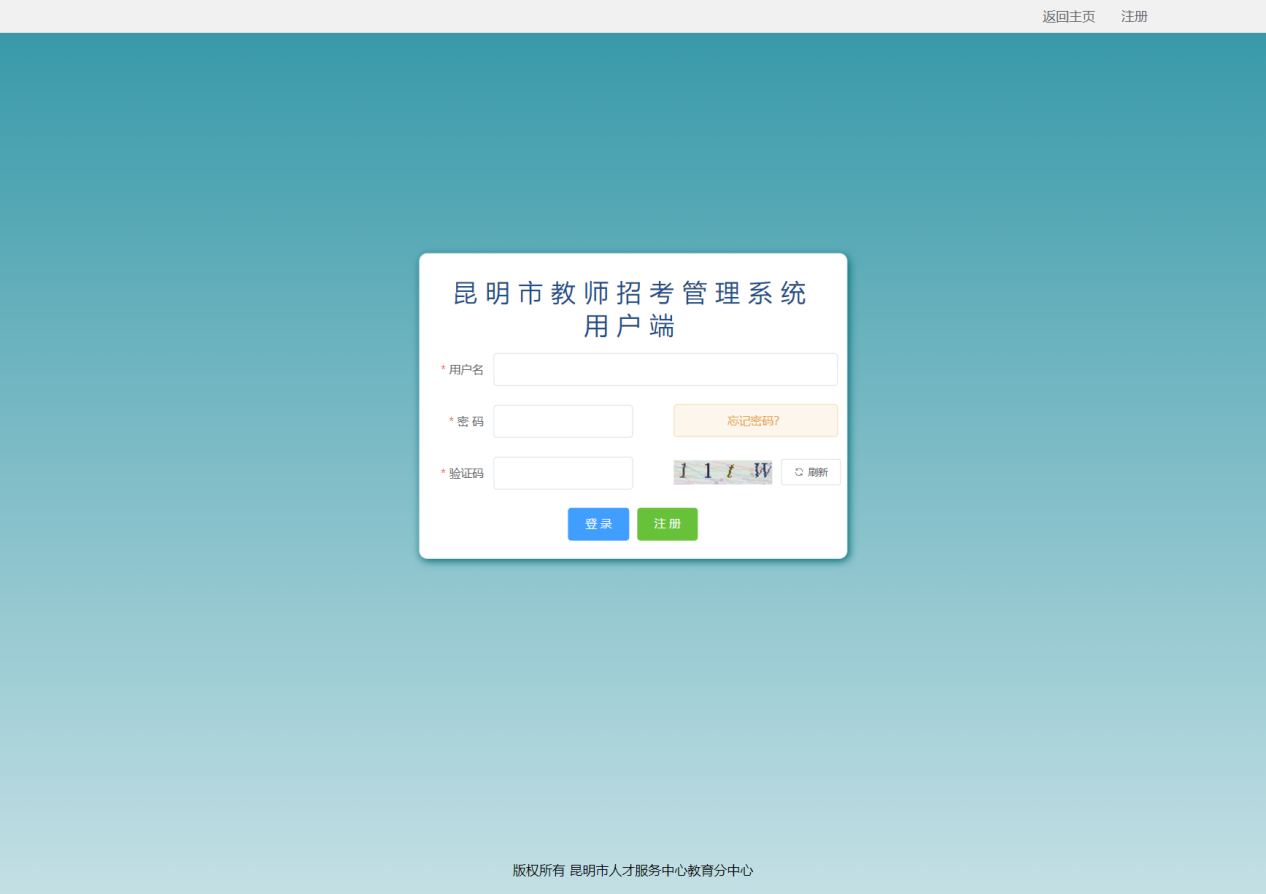 返回主页 注册
昆明市教师招考管理系统
用户端
* 用户名
* 密 码 忘记密码?
* 验证码 1 1 t W 刷新
登 录 注 册
版权所有 昆明市人才服务中心教育分中心